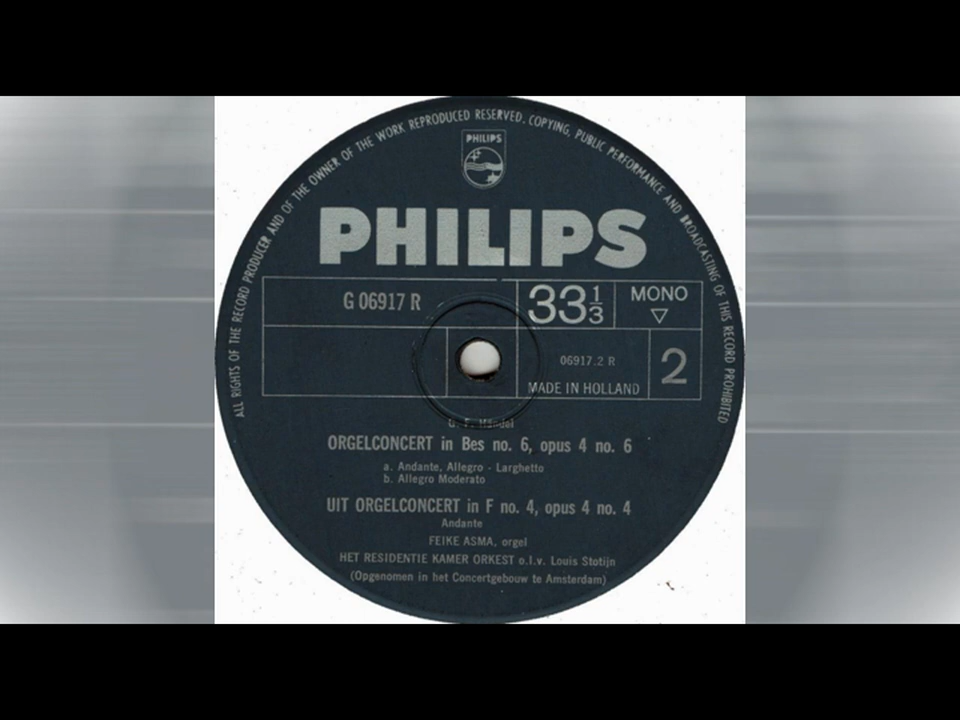 ALL RIGHTS OF THE RECORD PRODUCER AND OF THE OWNER OF THE WORK REPRODUCED RESERVED. COPYING, PUBLIC PERFORMANCE AND BROADCASTING OF THIS RECORD PROHIBITED
PHILIPS
PHILIPS
G 06917 R
33 1/3
MONO
06917.2 R
2
MADE IN HOLLAND
G. F. Händel
ORGELCONCERT in Bes no. 6, opus 4 no. 6
a. Andante, Allegro - Larghetto
b. Allegro Moderato
UIT ORGELCONCERT in F no. 4, opus 4 no. 4
Andante
FEIKE ASMA, orgel
HET RESIDENTIE KAMER ORKEST o.l.v. Louis Stotijn
(Opgenomen in het Concertgebouw te Amsterdam)